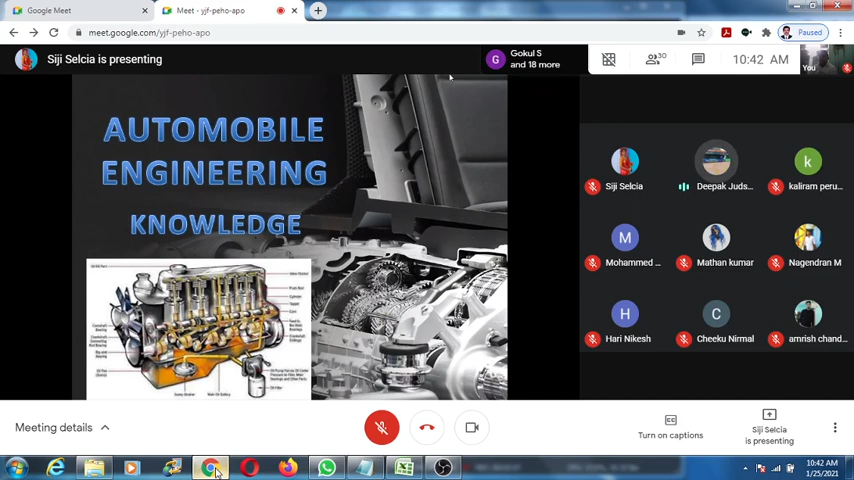 Google Meet
Meet - yjf-peho-apo
meet.google.com/yjf-peho-apo
Paused
Siji Selcia is presenting
G
Gokul S
and 18 more
30
10:42 AM
You
AUTOMOBILE
ENGINEERING
KNOWLEDGE
Cylinder
Oil Filter
Siji Selcia
Deepak Juds...
k
kaliram peru...
M
Mohammed ...
Mathan kumar
Nagendran M
H
Hari Nikesh
C
Cheeku Nirmal
amrish chand...
Meeting details
Turn on captions
Siji Selcia
is presenting
10:42 AM
1/25/2021